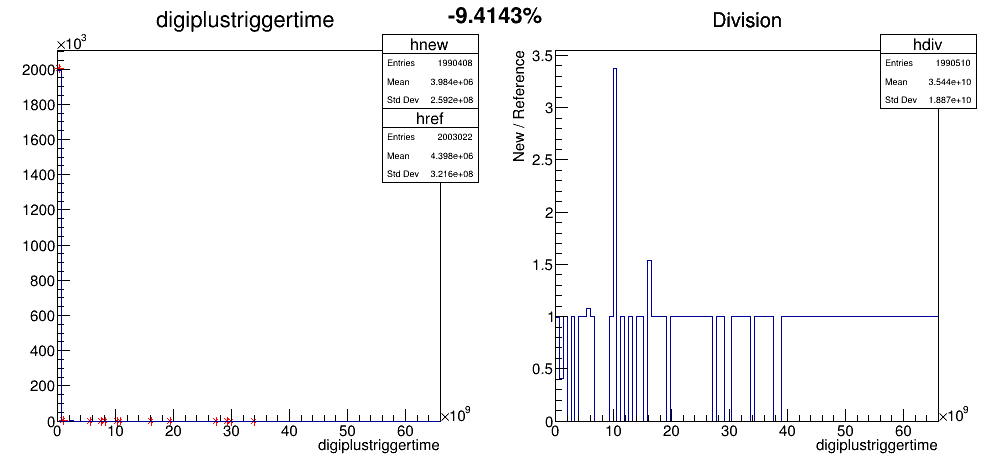 digiplustriggertime
-9.4143%
Division
×10³
hnew
Entries 1990408
Mean 3.984e+06
Std Dev 2.592e+08
href
Entries 2003022
Mean 4.398e+06
Std Dev 3.216e+08
2000
1800
1600
1400
1200
1000
800
600
400
200
0
0 10 20 30 40 50 60
×10⁹
digiplustriggertime
hdiv
Entries 1990510
Mean 3.544e+10
Std Dev 1.887e+10
New / Reference
3.5
3
2.5
2
1.5
1
0.5
0
0 10 20 30 40 50 60
×10⁹
digiplustriggertime